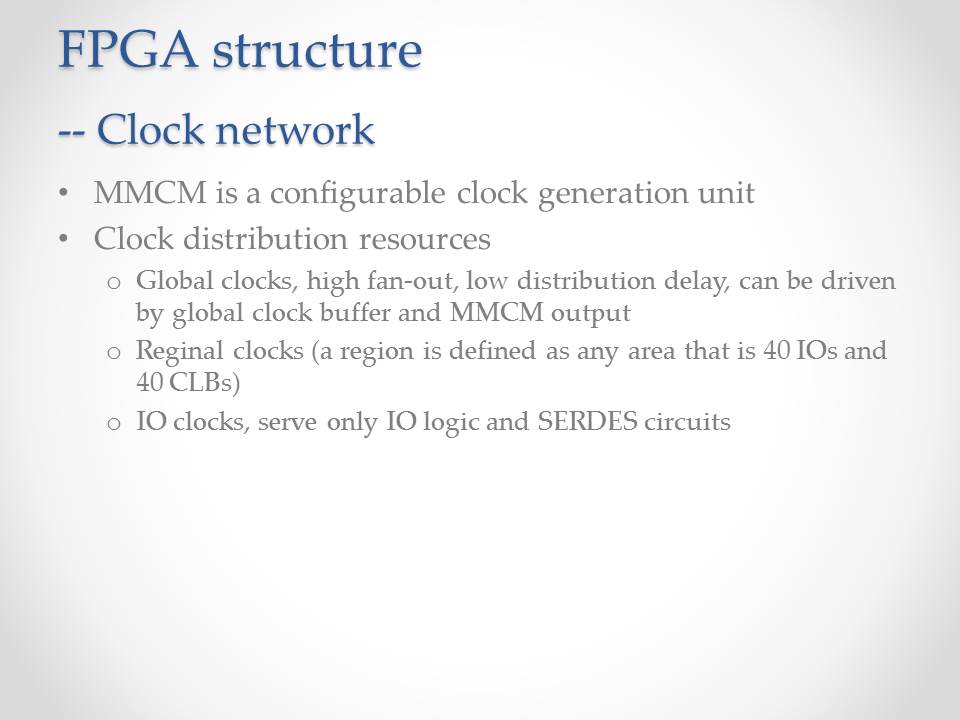 FPGA structure
-- Clock network
• MMCM is a configurable clock generation unit
• Clock distribution resources
o Global clocks, high fan-out, low distribution delay, can be driven
by global clock buffer and MMCM output
o Reginal clocks (a region is defined as any area that is 40 IOs and
40 CLBs)
o IO clocks, serve only IO logic and SERDES circuits